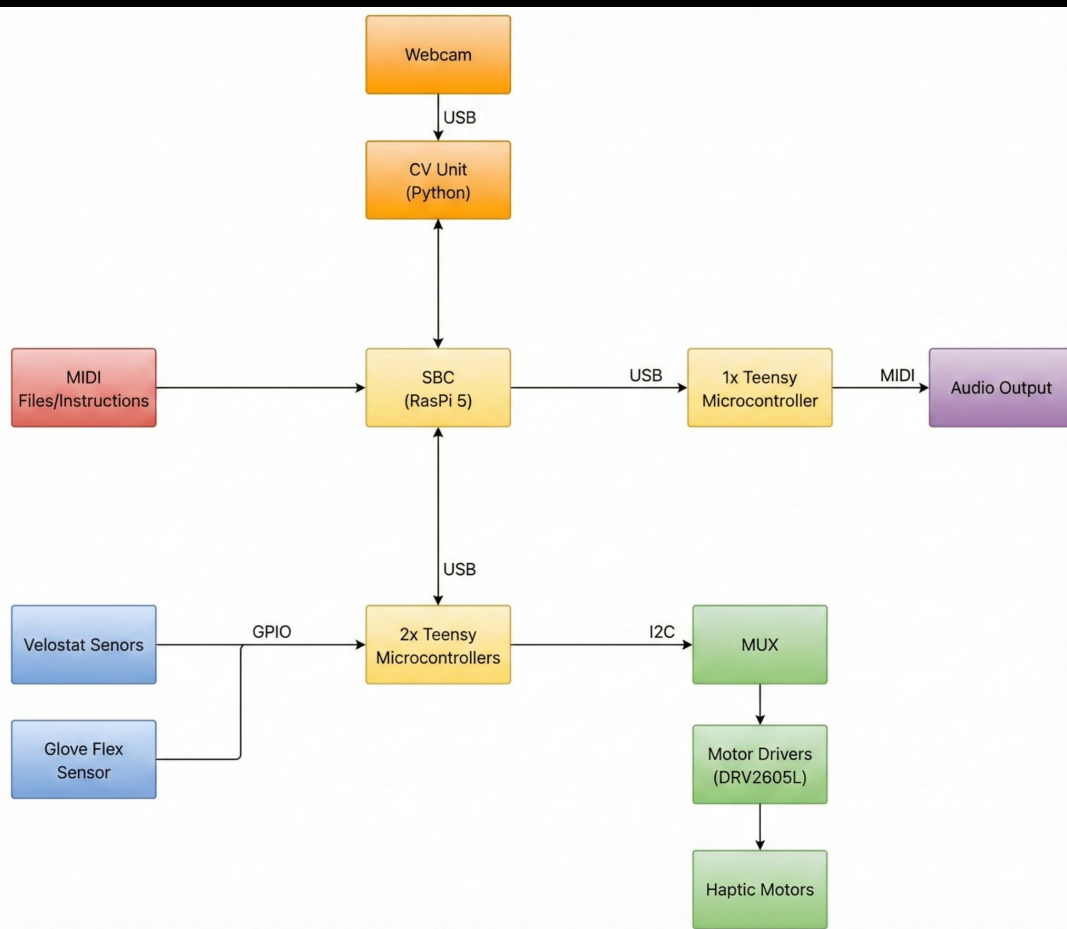 Webcam
USB
CV Unit
(Python)
MIDI
Files/Instructions
SBC
(RasPi 5)
USB
1x Teensy
Microcontroller
MIDI
Audio Output
USB
Velostat Senors
GPIO
2x Teensy
Microcontrollers
I2C
MUX
Glove Flex
Sensor
Motor Drivers
(DRV2605L)
Haptic Motors